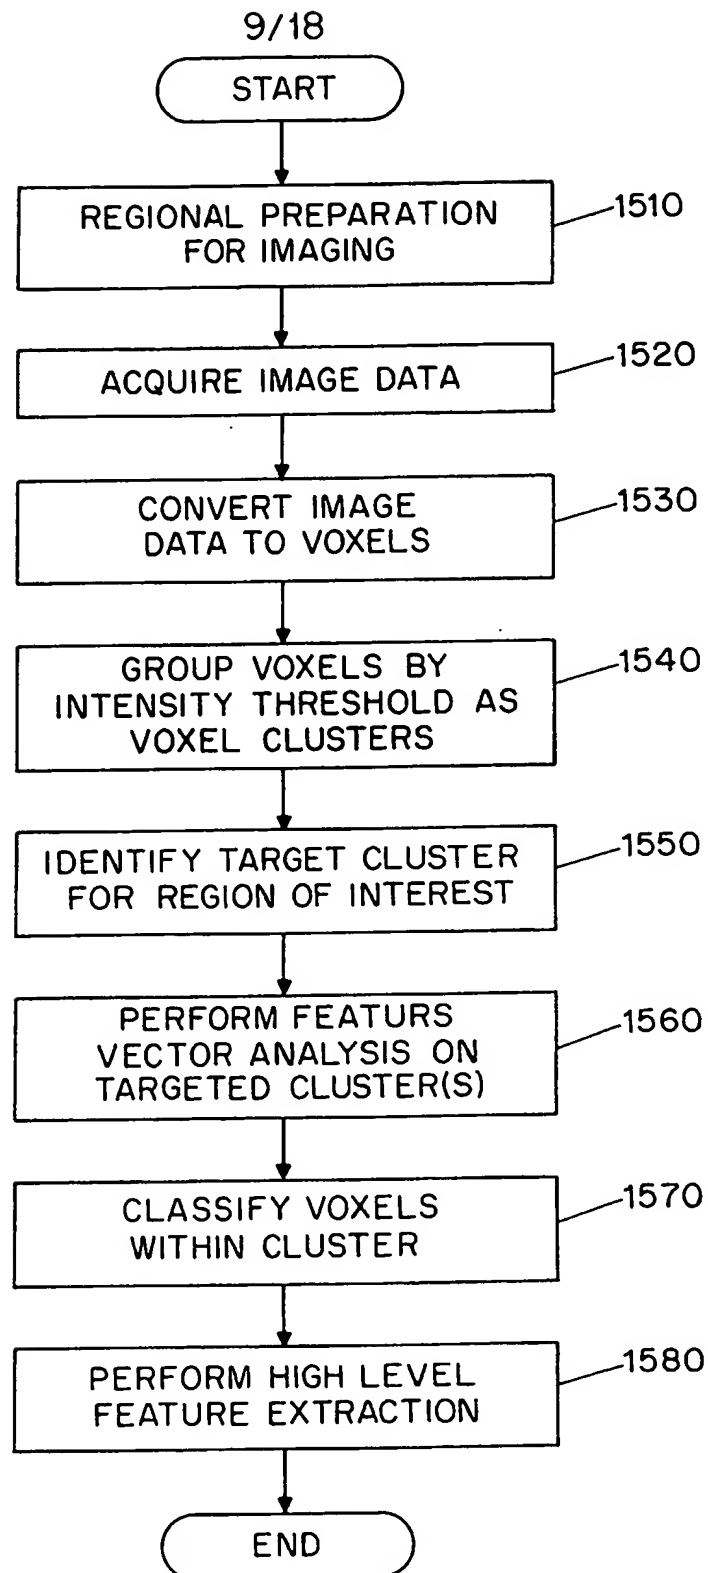 9/18
START
REGIONAL PREPARATION
FOR IMAGING
1510
ACQUIRE IMAGE DATA
1520
CONVERT IMAGE
DATA TO VOXELS
1530
GROUP VOXELS BY
INTENSITY THRESHOLD AS
VOXEL CLUSTERS
1540
IDENTIFY TARGET CLUSTER
FOR REGION OF INTEREST
1550
PERFORM FEATURS
VECTOR ANALYSIS ON
TARGETED CLUSTER(S)
1560
CLASSIFY VOXELS
WITHIN CLUSTER
1570
PERFORM HIGH LEVEL
FEATURE EXTRACTION
1580
END